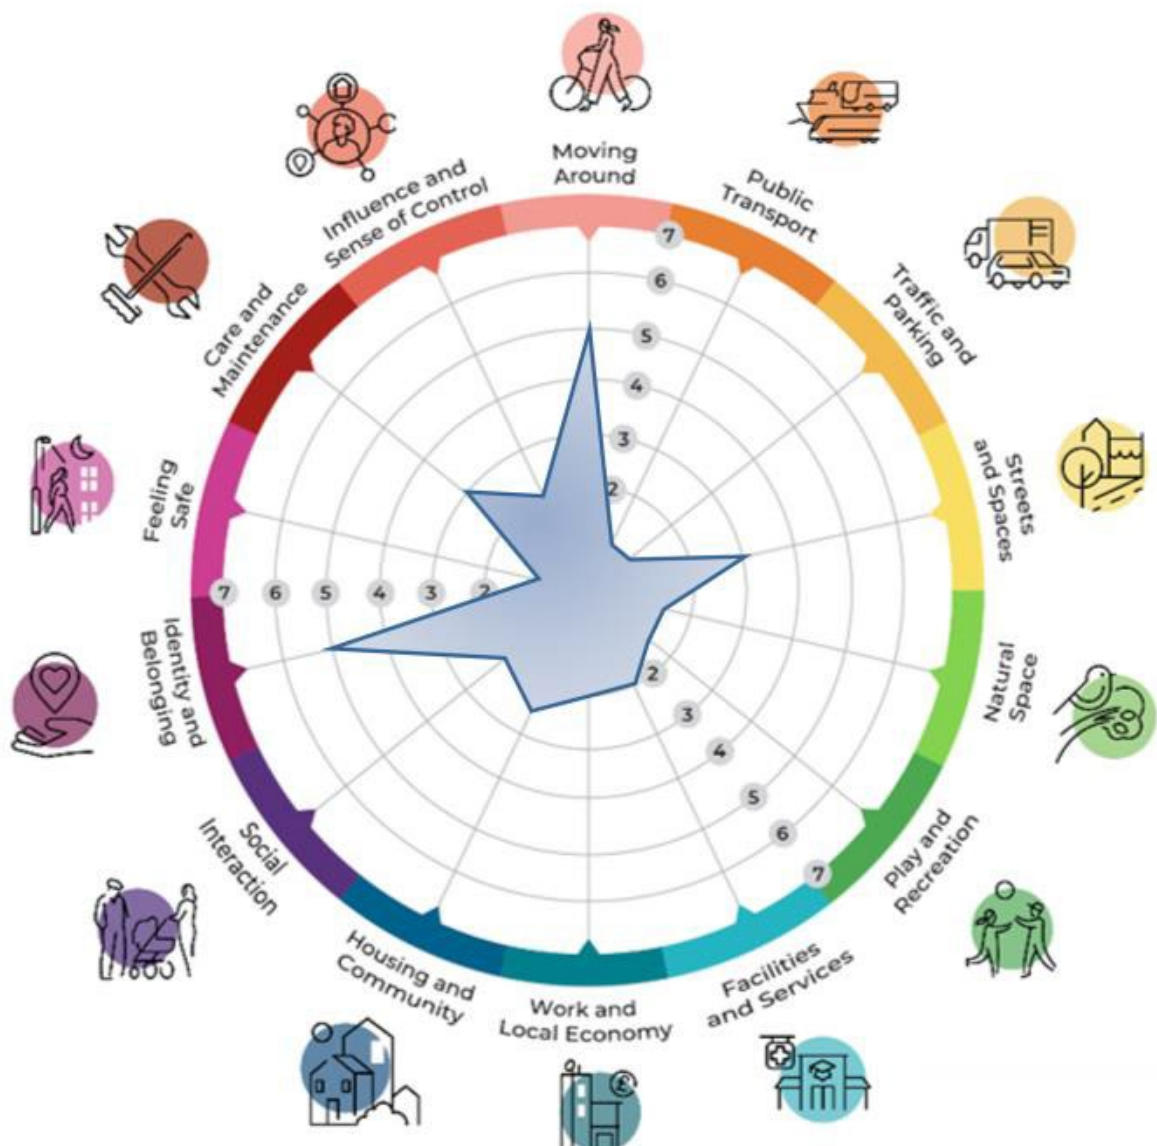 Moving
Around
Public
Transport
Traffic and
Parking
Streets
and Spaces
Natural
Space
Play and
Recreation
Facilities
and Services
Work and
Local Economy
Housing and
Community
Social
Interaction
Identity and
Belonging
Feeling
Safe
Care and
Maintenance
Influence and
Sense of Control
7
6
5
4
3
2
7 6 5 4 3 2
2
3
4
5
6
7
£